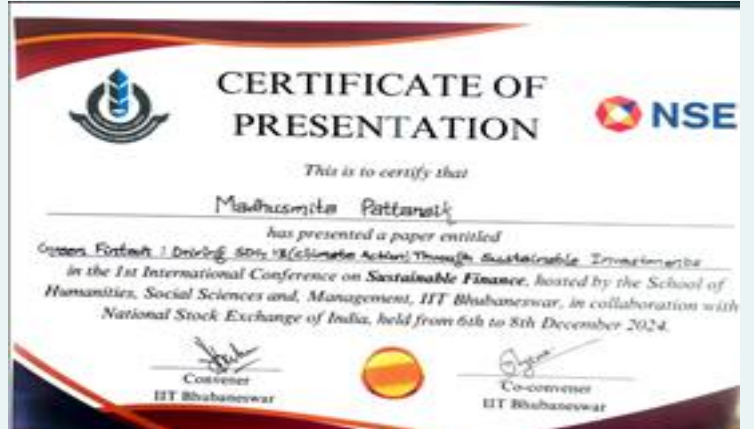 CERTIFICATE OF
PRESENTATION
NSE
This is to certify that
Madhusmita Pattanaik
has presented a paper entitled
Green Fintech : Driving SDG 13 (Climate Action) Through Sustainable Investments
in the 1st International Conference on Sustainable Finance, hosted by the School of
Humanities, Social Sciences and, Management, IIT Bhubaneswar, in collaboration with
National Stock Exchange of India, held from 6th to 8th December 2024.
Convener
IIT Bhubaneswar
Co-convener
IIT Bhubaneswar